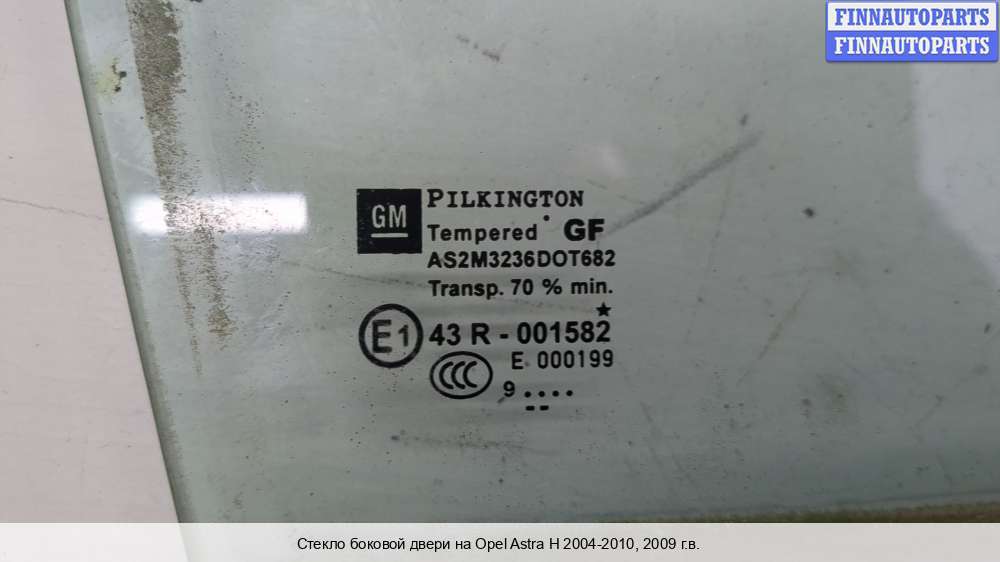 FINNAUTOPARTS
FINNAUTOPARTS
GM
PILKINGTON
Tempered GF
AS2M3236DOT682
Transp. 70 % min.
E1 43 R - 001582
E 000199
CCC
9 ....
--
Стекло боковой двери на Opel Astra H 2004-2010, 2009 г.в.